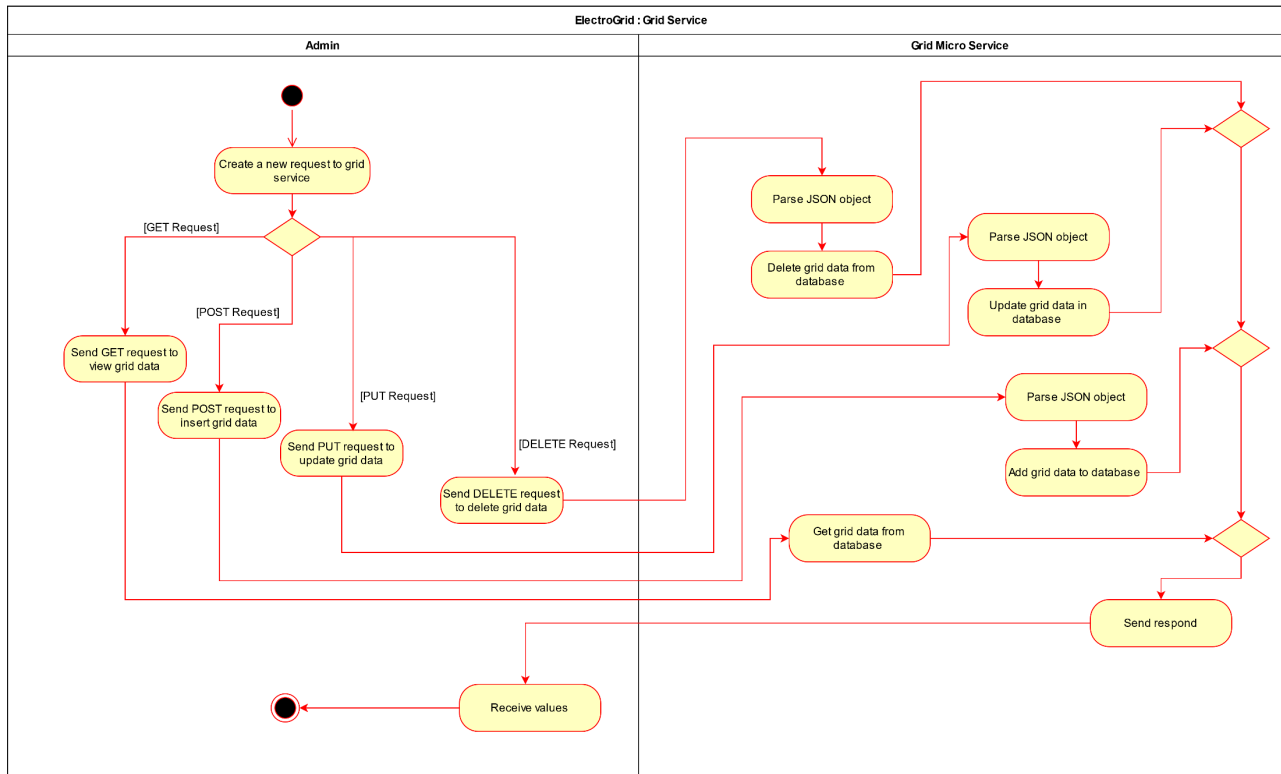 ElectroGrid : Grid Service
Admin
Grid Micro Service
Create a new request to grid
service
[GET Request]
[POST Request]
[PUT Request]
[DELETE Request]
Send GET request to
view grid data
Send POST request to
insert grid data
Send PUT request to
update grid data
Send DELETE request
to delete grid data
Parse JSON object
Delete grid data from
database
Parse JSON object
Update grid data in
database
Parse JSON object
Add grid data to database
Get grid data from
database
Send respond
Receive values